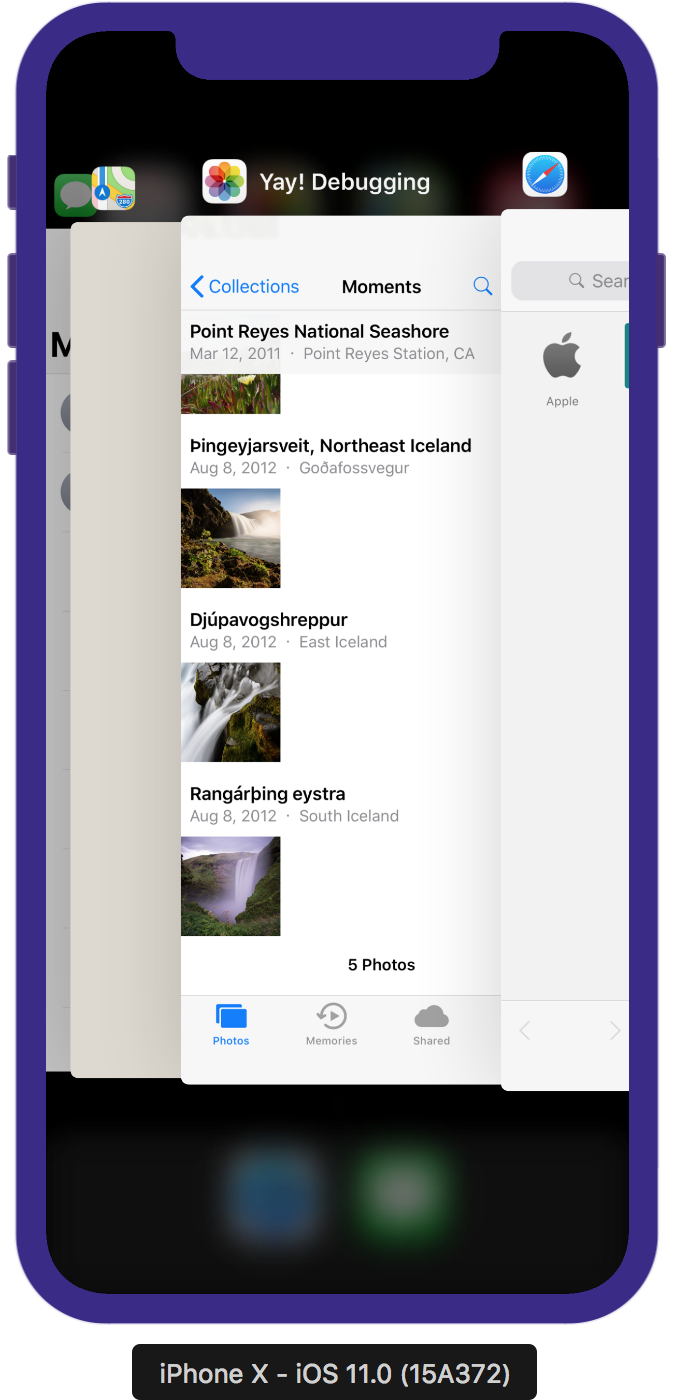 Yay! Debugging
280
M
Collections
Moments
Point Reyes National Seashore
Mar 12, 2011 · Point Reyes Station, CA
Þingeyjarsveit, Northeast Iceland
Aug 8, 2012 · Goðafossvegur
Djúpavogshreppur
Aug 8, 2012 · East Iceland
Rangárþing eystra
Aug 8, 2012 · South Iceland
5 Photos
Photos
Memories
Shared
Sear
Apple
iPhone X - iOS 11.0 (15A372)